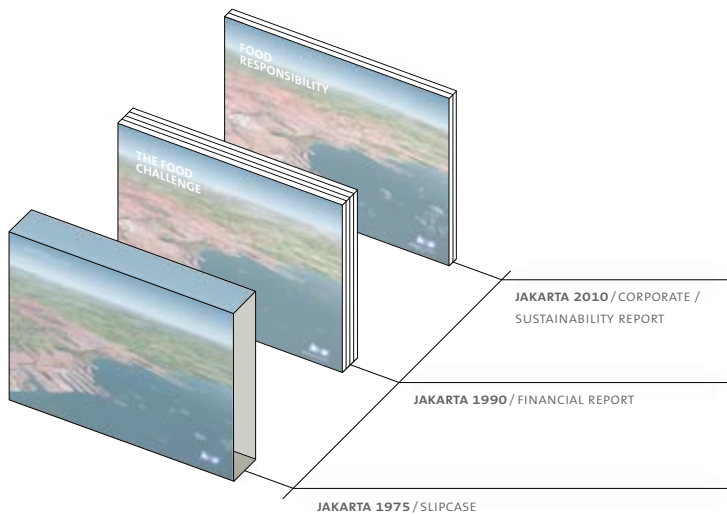 FOOD
RESPONSIBILITY
THE FOOD
CHALLENGE
JAKARTA 2010 / CORPORATE /
SUSTAINABILITY REPORT
JAKARTA 1990 / FINANCIAL REPORT
JAKARTA 1975 / SLIPCASE